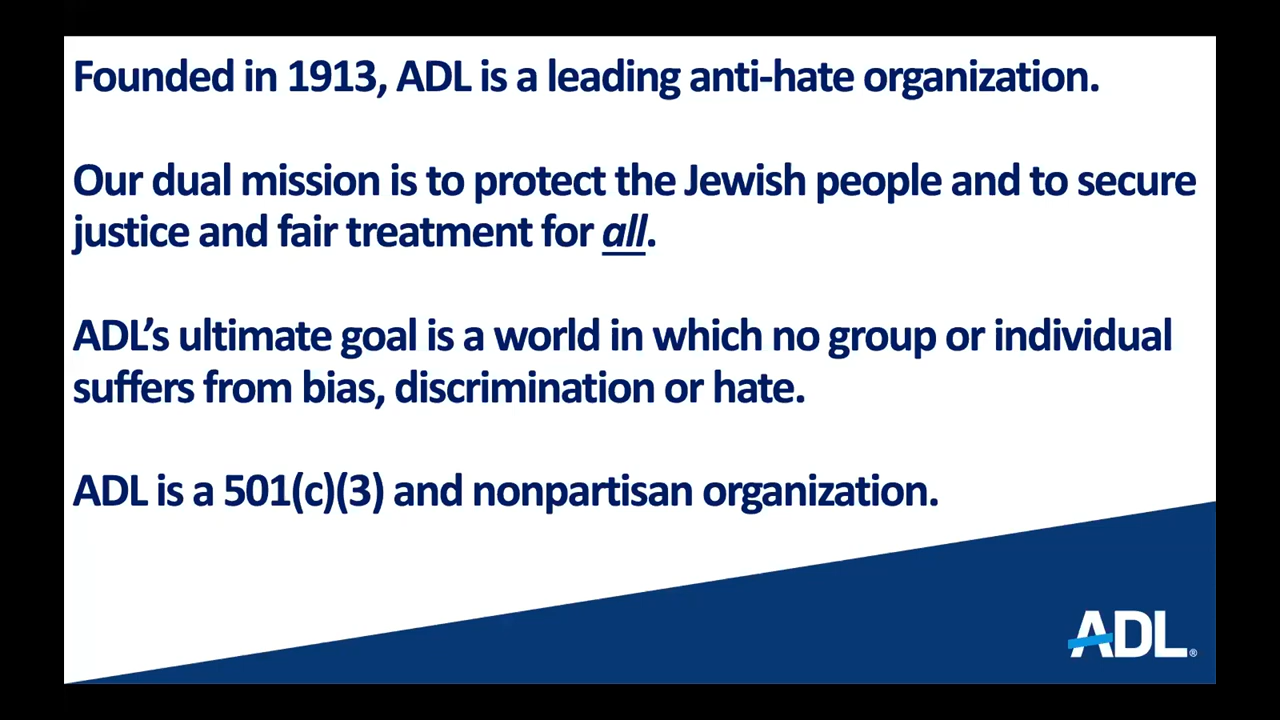 Founded in 1913, ADL is a leading anti-hate organization.
Our dual mission is to protect the Jewish people and to secure
justice and fair treatment for all.
ADL’s ultimate goal is a world in which no group or individual
suffers from bias, discrimination or hate.
ADL is a 501(c)(3) and nonpartisan organization.
ADL®